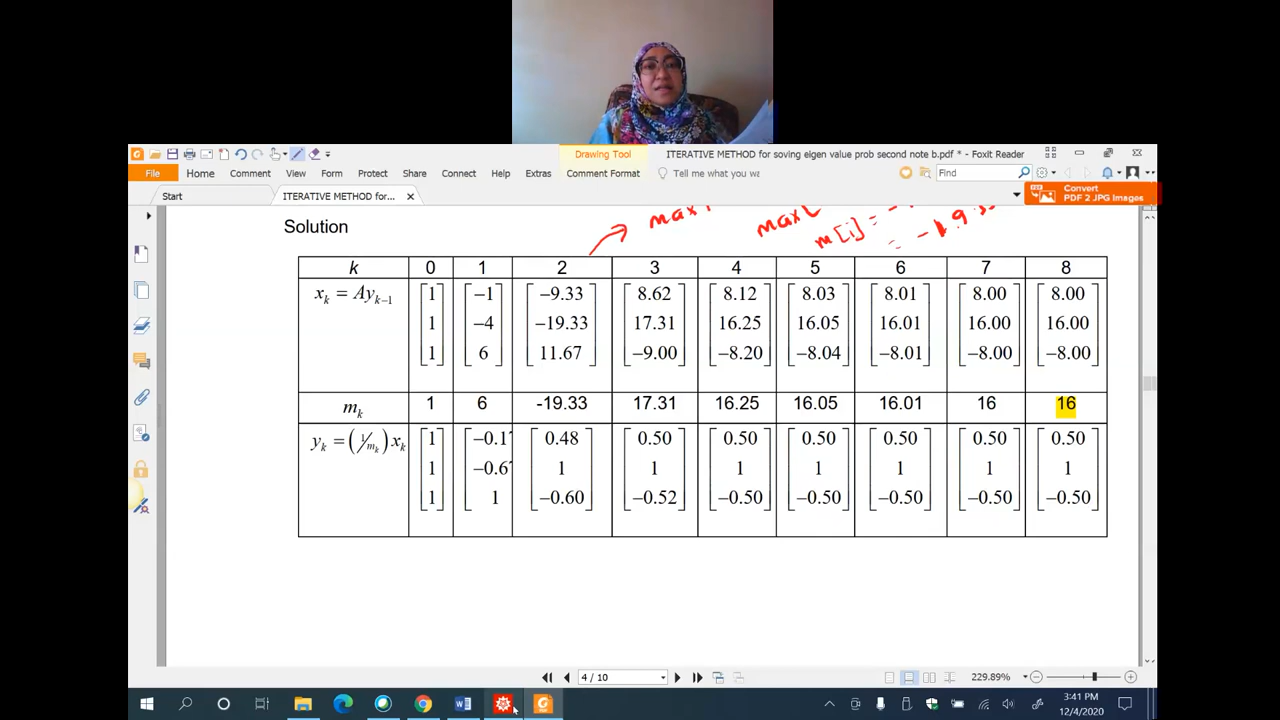 Drawing Tool
ITERATIVE METHOD for soving eigen value prob second note b.pdf * - Foxit Reader
File Home Comment View Form Protect Share Connect Help Extras Comment Format Tell me what you wa Find
Start ITERATIVE METHOD for...
Convert
PDF 2 JPG Images
Solution
m[i] =
k 0 1 2 3 4 5 6 7 8
x_k = Ay_{k-1} [1 1 1] [−1 −4 6] [−9.33 −19.33 11.67] [8.62 17.31 −9.00] [8.12 16.25 −8.20] [8.03 16.05 −8.04] [8.01 16.01 −8.01] [8.00 16.00 −8.00] [8.00 16.00 −8.00]
m_k 1 6 -19.33 17.31 16.25 16.05 16.01 16 16
y_k = (1/m_k) x_k [1 1 1] [−0.1 −0.6 1] [0.48 1 −0.60] [0.50 1 −0.52] [0.50 1 −0.50] [0.50 1 −0.50] [0.50 1 −0.50] [0.50 1 −0.50] [0.50 1 −0.50]
4 / 10
229.89%
3:41 PM
12/4/2020